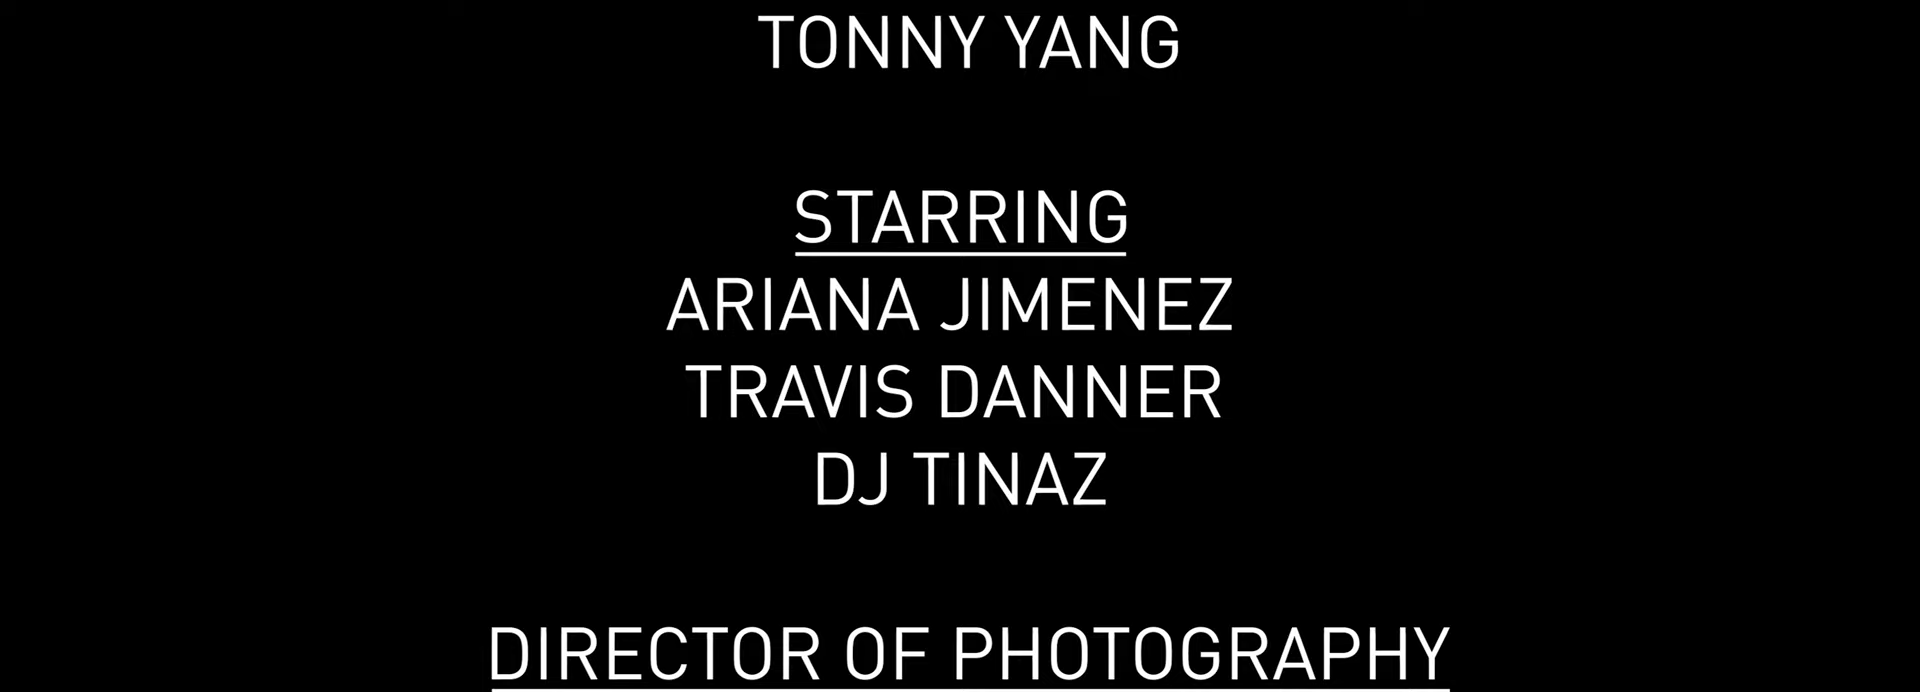 TONNY YANG
STARRING
ARIANA JIMENEZ
TRAVIS DANNER
DJ TINAZ
DIRECTOR OF PHOTOGRAPHY